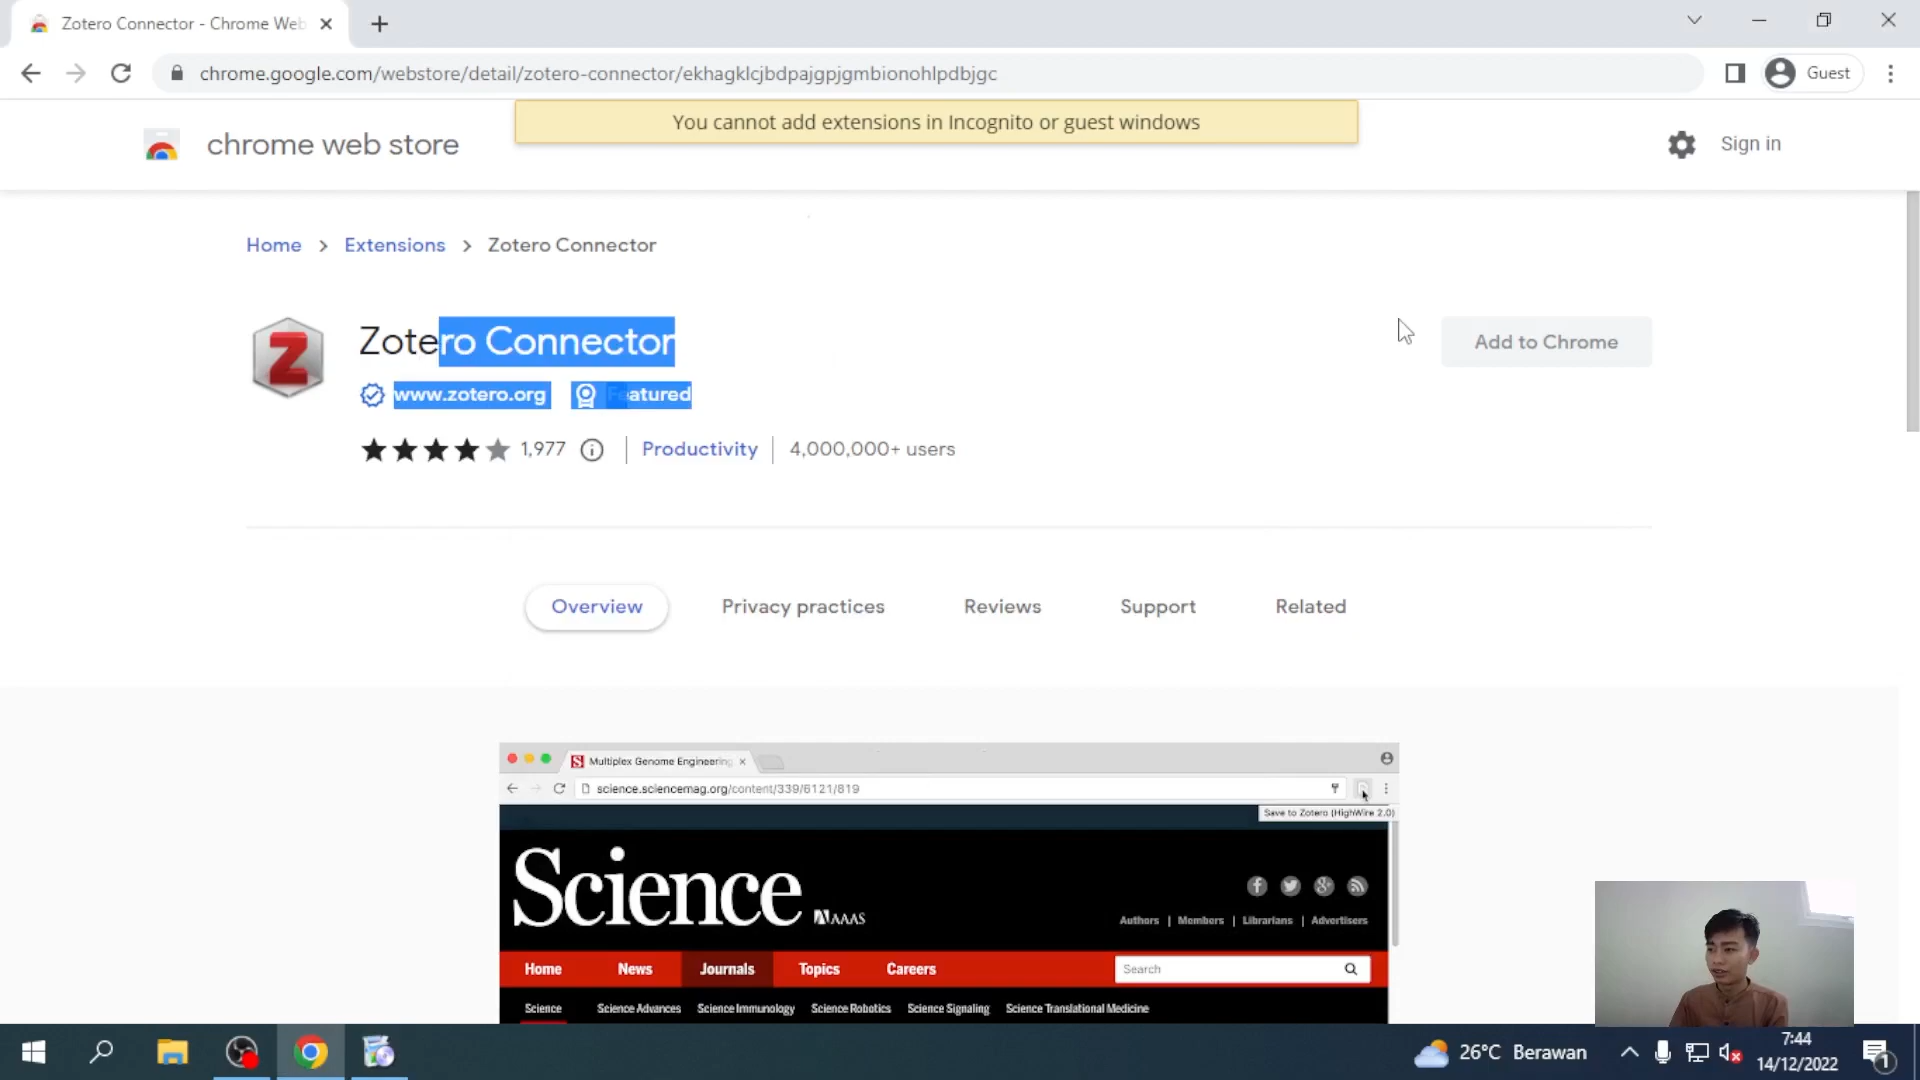 Zotero Connector - Chrome Web
chrome.google.com/webstore/detail/zotero-connector/ekhagklcjbdpajgpjgmbionohlpdbjgc
Guest
You cannot add extensions in Incognito or guest windows
chrome web store
Sign in
Home > Extensions > Zotero Connector
Zotero Connector
Add to Chrome
www.zotero.org Featured
1,977 Productivity 4,000,000+ users
Overview Privacy practices Reviews Support Related
Multiplex Genome Engineering
science.sciencemag.org/content/339/6121/819
Save to Zotero (HighWire 2.0)
Science AAAS
Authors | Members | Librarians | Advertisers
Home News Journals Topics Careers Search
Science Science Advances Science Immunology Science Robotics Science Signaling Science Translational Medicine
26°C Berawan
7:44
14/12/2022
1